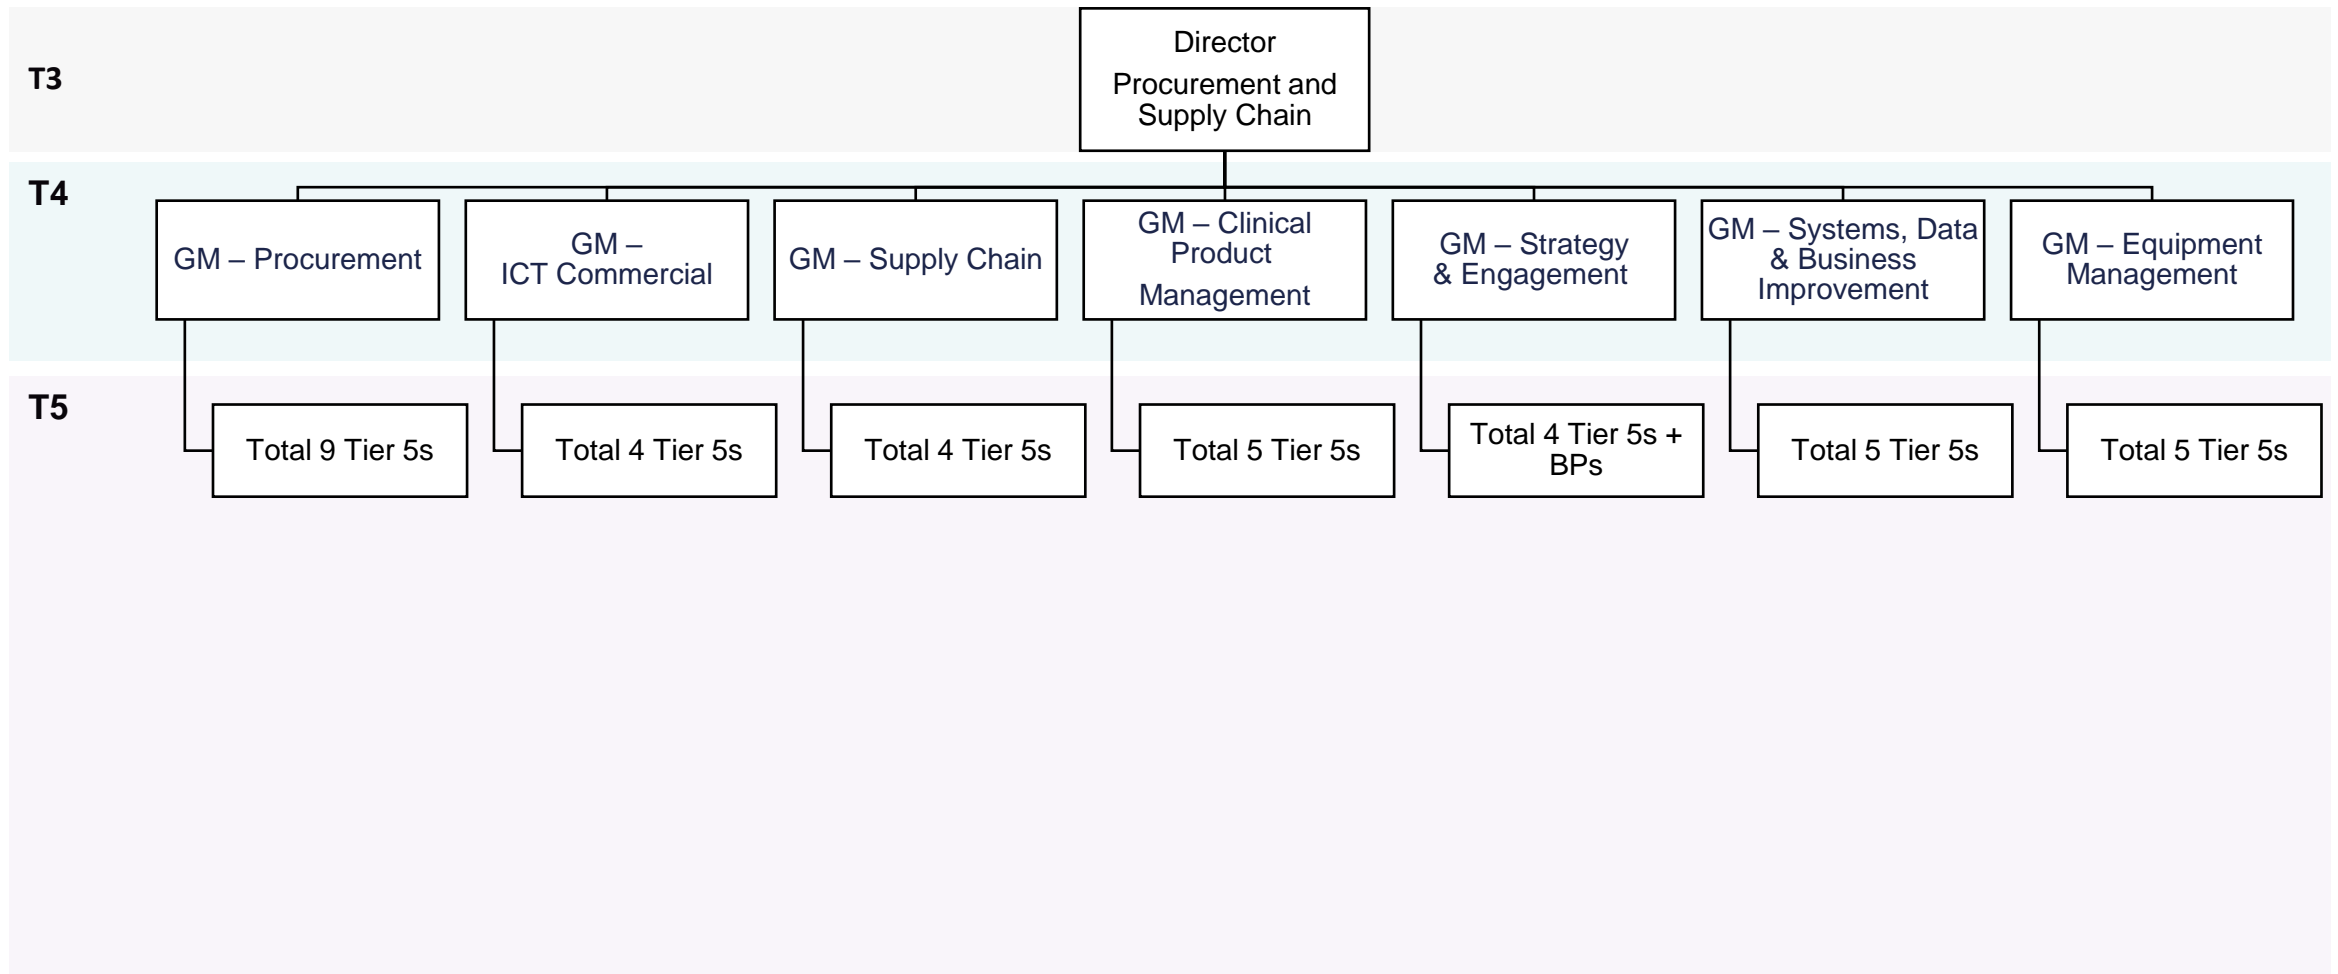 T3
Director
Procurement and
Supply Chain
T4
GM – Procurement
GM –
ICT Commercial
GM – Supply Chain
GM – Clinical
Product
Management
GM – Strategy
& Engagement
GM – Systems, Data
& Business
Improvement
GM – Equipment
Management
T5
Total 9 Tier 5s
Total 4 Tier 5s
Total 4 Tier 5s
Total 5 Tier 5s
Total 4 Tier 5s +
BPs
Total 5 Tier 5s
Total 5 Tier 5s